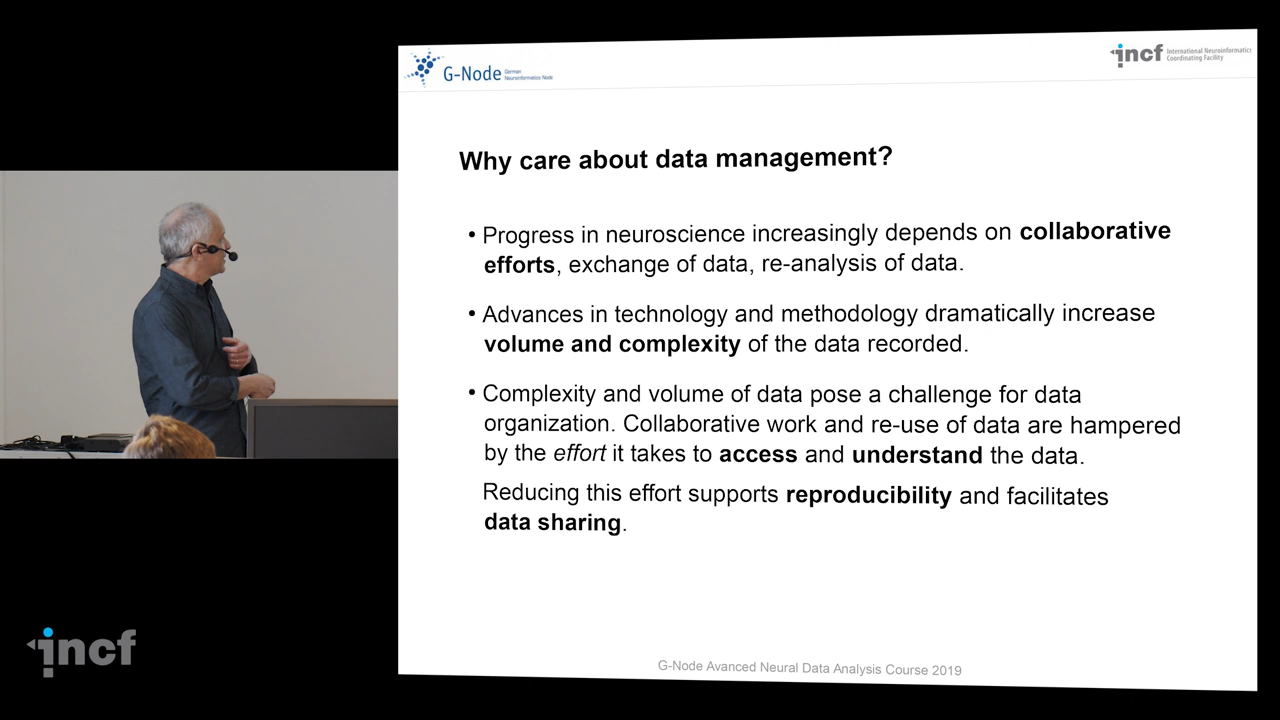 G-Node German
Neuroinformatics Node
incf International Neuroinformatics
Coordinating Facility
Why care about data management?
• Progress in neuroscience increasingly depends on collaborative
efforts, exchange of data, re-analysis of data.
• Advances in technology and methodology dramatically increase
volume and complexity of the data recorded.
• Complexity and volume of data pose a challenge for data
organization. Collaborative work and re-use of data are hampered
by the effort it takes to access and understand the data.
Reducing this effort supports reproducibility and facilitates
data sharing.
G-Node Avanced Neural Data Analysis Course 2019
incf